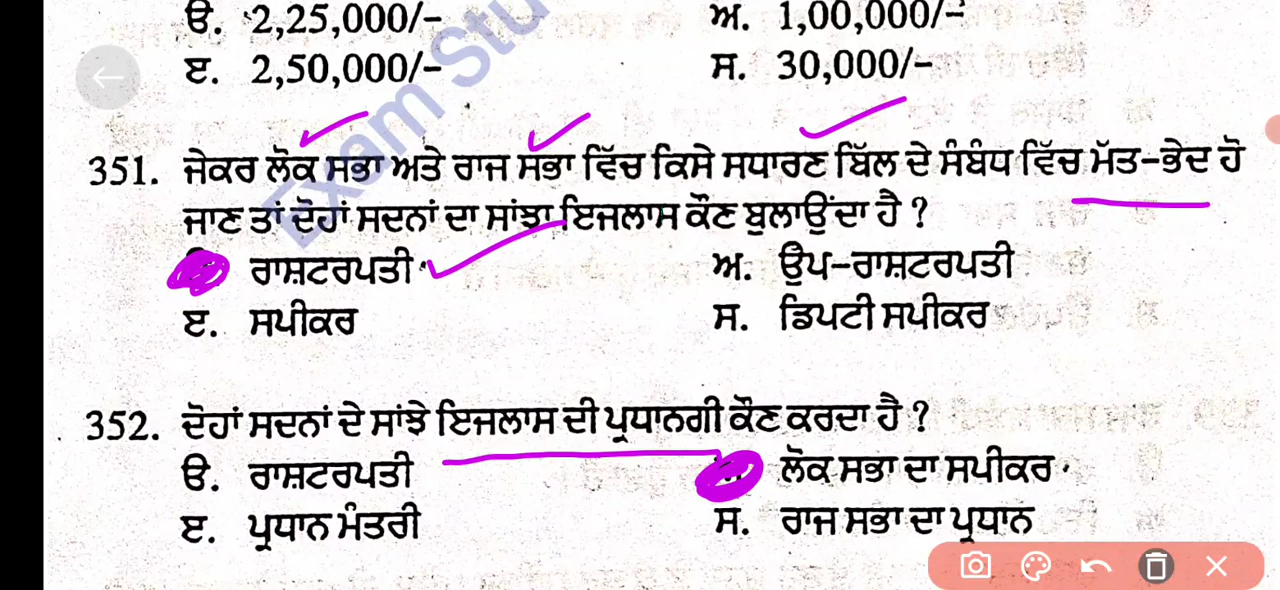 ੳ. 2,25,000/- ਅ. 1,00,000/-
ੲ. 2,50,000/- ਸ. 30,000/-
Exam Stu
351. ਜੇਕਰ ਲੋਕ ਸਭਾ ਅਤੇ ਰਾਜ ਸਭਾ ਵਿੱਚ ਕਿਸੇ ਸਧਾਰਣ ਬਿੱਲ ਦੇ ਸੰਬੰਧ ਵਿੱਚ ਮੱਤ-ਭੇਦ ਹੋ
ਜਾਣ ਤਾਂ ਦੋਹਾਂ ਸਦਨਾਂ ਦਾ ਸਾਂਝਾ ਇਜਲਾਸ ਕੌਣ ਬੁਲਾਉਂਦਾ ਹੈ ?
ਰਾਸ਼ਟਰਪਤੀ ਅ. ਉਪ-ਰਾਸ਼ਟਰਪਤੀ
ੲ. ਸਪੀਕਰ ਸ. ਡਿਪਟੀ ਸਪੀਕਰ
352. ਦੋਹਾਂ ਸਦਨਾਂ ਦੇ ਸਾਂਝੇ ਇਜਲਾਸ ਦੀ ਪ੍ਰਧਾਨਗੀ ਕੌਣ ਕਰਦਾ ਹੈ ?
ੳ. ਰਾਸ਼ਟਰਪਤੀ ਲੋਕ ਸਭਾ ਦਾ ਸਪੀਕਰ
ੲ. ਪ੍ਰਧਾਨ ਮੰਤਰੀ ਸ. ਰਾਜ ਸਭਾ ਦਾ ਪ੍ਰਧਾਨ